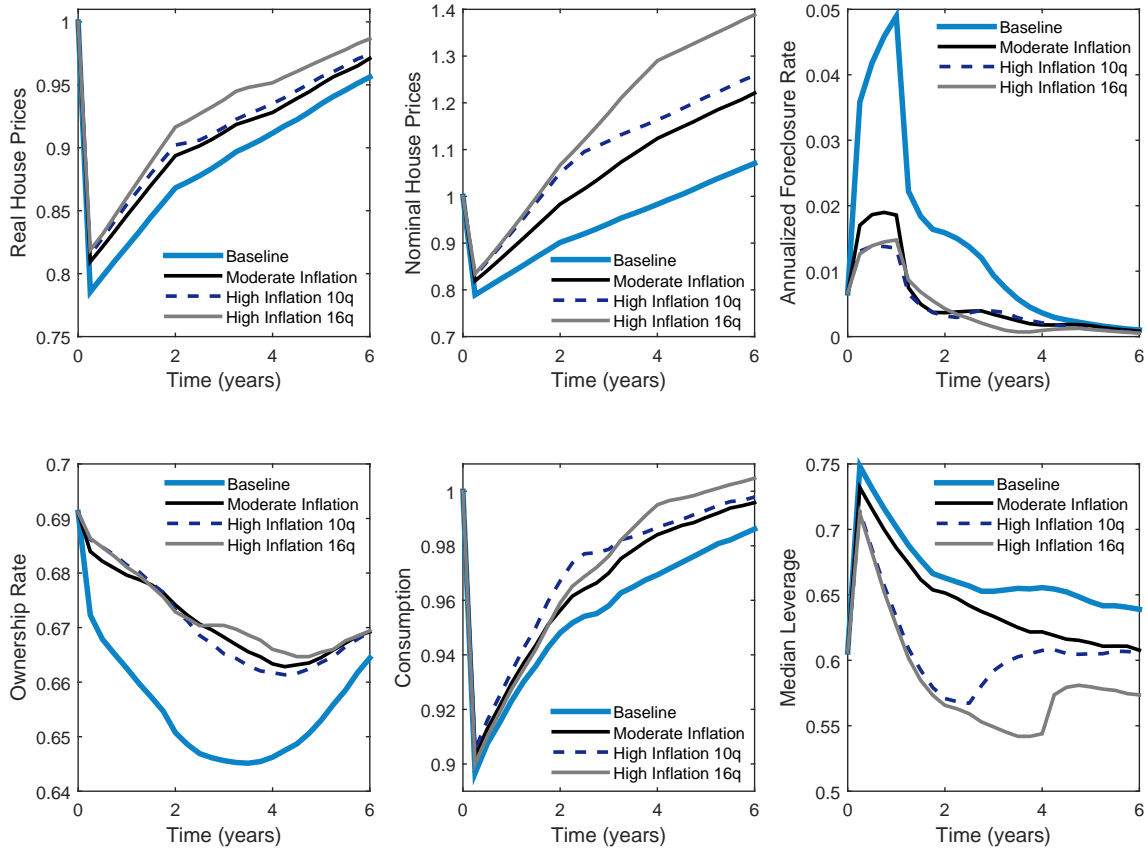 Real House Prices
1
0.95
0.9
0.85
0.8
0.75
0 2 4 6
Time (years)
Baseline
Moderate Inflation
High Inflation 10q
High Inflation 16q
Nominal House Prices
1.4
1.3
1.2
1.1
1
0.9
0.8
0.7
0 2 4 6
Time (years)
Baseline
Moderate Inflation
High Inflation 10q
High Inflation 16q
Annualized Foreclosure Rate
0.05
0.04
0.03
0.02
0.01
0
0 2 4 6
Time (years)
Baseline
Moderate Inflation
High Inflation 10q
High Inflation 16q
Ownership Rate
0.7
0.69
0.68
0.67
0.66
0.65
0.64
0 2 4 6
Time (years)
Baseline
Moderate Inflation
High Inflation 10q
High Inflation 16q
Consumption
1
0.98
0.96
0.94
0.92
0.9
0 2 4 6
Time (years)
Baseline
Moderate Inflation
High Inflation 10q
High Inflation 16q
Median Leverage
0.75
0.7
0.65
0.6
0.55
0.5
0 2 4 6
Time (years)
Baseline
Moderate Inflation
High Inflation 10q
High Inflation 16q